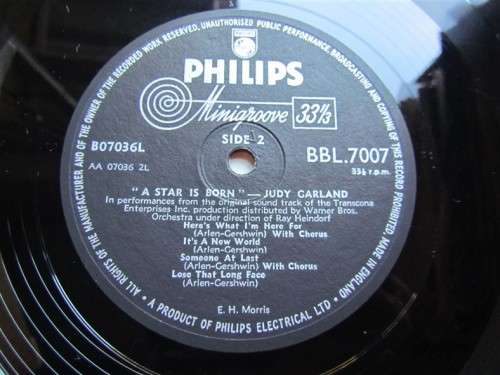 ALL RIGHTS OF THE MANUFACTURER AND OF THE OWNER OF THE RECORDED WORK RESERVED. UNAUTHORISED PUBLIC PERFORMANCE, BROADCASTING AND COPYING OF THIS RECORD PROHIBITED MADE IN ENGLAND
PHILIPS
PHILIPS
Minigroove 33⅓
SIDE 2
B07036L
BBL.7007
AA 07036 2L
33⅓ r.p.m.
"A STAR IS BORN" — JUDY GARLAND
In performances from the original sound track of the Transcona
Enterprises Inc. production distributed by Warner Bros.
Orchestra under direction of Ray Heindorf
Here's What I'm Here For
(Arlen-Gershwin) With Chorus
It's A New World
(Arlen-Gershwin)
Someone At Last
(Arlen-Gershwin) With Chorus
Lose That Long Face
(Arlen-Gershwin)
E. H. Morris
• A PRODUCT OF PHILIPS ELECTRICAL LTD •